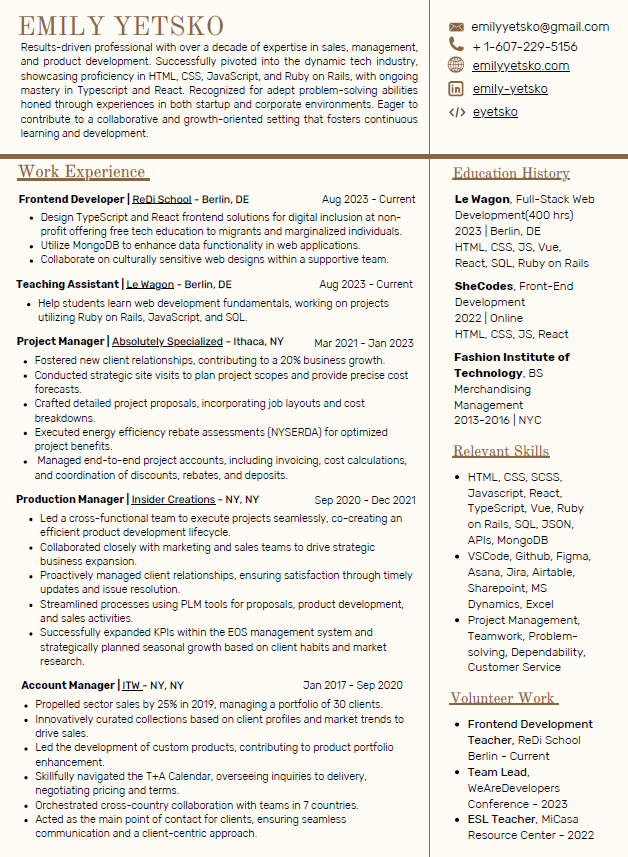 EMILY YETSKO
Results-driven professional with over a decade of expertise in sales, management,
and product development. Successfully pivoted into the dynamic tech industry,
showcasing proficiency in HTML, CSS, JavaScript, and Ruby on Rails, with ongoing
mastery in Typescript and React. Recognized for adept problem-solving abilities
honed through experiences in both startup and corporate environments. Eager to
contribute to a collaborative and growth-oriented setting that fosters continuous
learning and development.
emilyyetsko@gmail.com
+ 1-607-229-5156
emilyyetsko.com
emily-yetsko
eyetsko
Work Experience
Frontend Developer | ReDi School - Berlin, DE Aug 2023 - Current
• Design TypeScript and React frontend solutions for digital inclusion at non-
profit offering free tech education to migrants and marginalized individuals.
• Utilize MongoDB to enhance data functionality in web applications.
• Collaborate on culturally sensitive web designs within a supportive team.
Teaching Assistant | Le Wagon - Berlin, DE Aug 2023 - Current
• Help students learn web development fundamentals, working on projects
utilizing Ruby on Rails, JavaScript, and SQL.
Project Manager | Absolutely Specialized - Ithaca, NY Mar 2021 - Jan 2023
• Fostered new client relationships, contributing to a 20% business growth.
• Conducted strategic site visits to plan project scopes and provide precise cost
forecasts.
• Crafted detailed project proposals, incorporating job layouts and cost
breakdowns.
• Executed energy efficiency rebate assessments (NYSERDA) for optimized
project benefits.
• Managed end-to-end project accounts, including invoicing, cost calculations,
and coordination of discounts, rebates, and deposits.
Production Manager | Insider Creations - NY, NY Sep 2020 - Dec 2021
• Led a cross-functional team to execute projects seamlessly, co-creating an
efficient product development lifecycle.
• Collaborated closely with marketing and sales teams to drive strategic
business expansion.
• Proactively managed client relationships, ensuring satisfaction through timely
updates and issue resolution.
• Streamlined processes using PLM tools for proposals, product development,
and sales activities.
• Successfully expanded KPIs within the EOS management system and
strategically planned seasonal growth based on client habits and market
research.
Account Manager | ITW - NY, NY Jan 2017 - Sep 2020
• Propelled sector sales by 25% in 2019, managing a portfolio of 30 clients.
• Innovatively curated collections based on client profiles and market trends to
drive sales.
• Led the development of custom products, contributing to product portfolio
enhancement.
• Skillfully navigated the T+A Calendar, overseeing inquiries to delivery,
negotiating pricing and terms.
• Orchestrated cross-country collaboration with teams in 7 countries.
• Acted as the main point of contact for clients, ensuring seamless
communication and a client-centric approach.
Education History
Le Wagon, Full-Stack Web
Development(400 hrs)
2023 | Berlin, DE
HTML, CSS, JS, Vue,
React, SQL, Ruby on Rails
SheCodes, Front-End
Development
2022 | Online
HTML, CSS, JS, React
Fashion Institute of
Technology, BS
Merchandising
Management
2013-2016 | NYC
Relevant Skills
• HTML, CSS, SCSS,
Javascript, React,
TypeScript, Vue, Ruby
on Rails, SQL, JSON,
APIs, MongoDB
• VSCode, Github, Figma,
Asana, Jira, Airtable,
Sharepoint, MS
Dynamics, Excel
• Project Management,
Teamwork, Problem-
solving, Dependability,
Customer Service
Volunteer Work
• Frontend Development
Teacher, ReDi School
Berlin - Current
• Team Lead,
WeAreDevelopers
Conference - 2023
• ESL Teacher, MiCasa
Resource Center - 2022